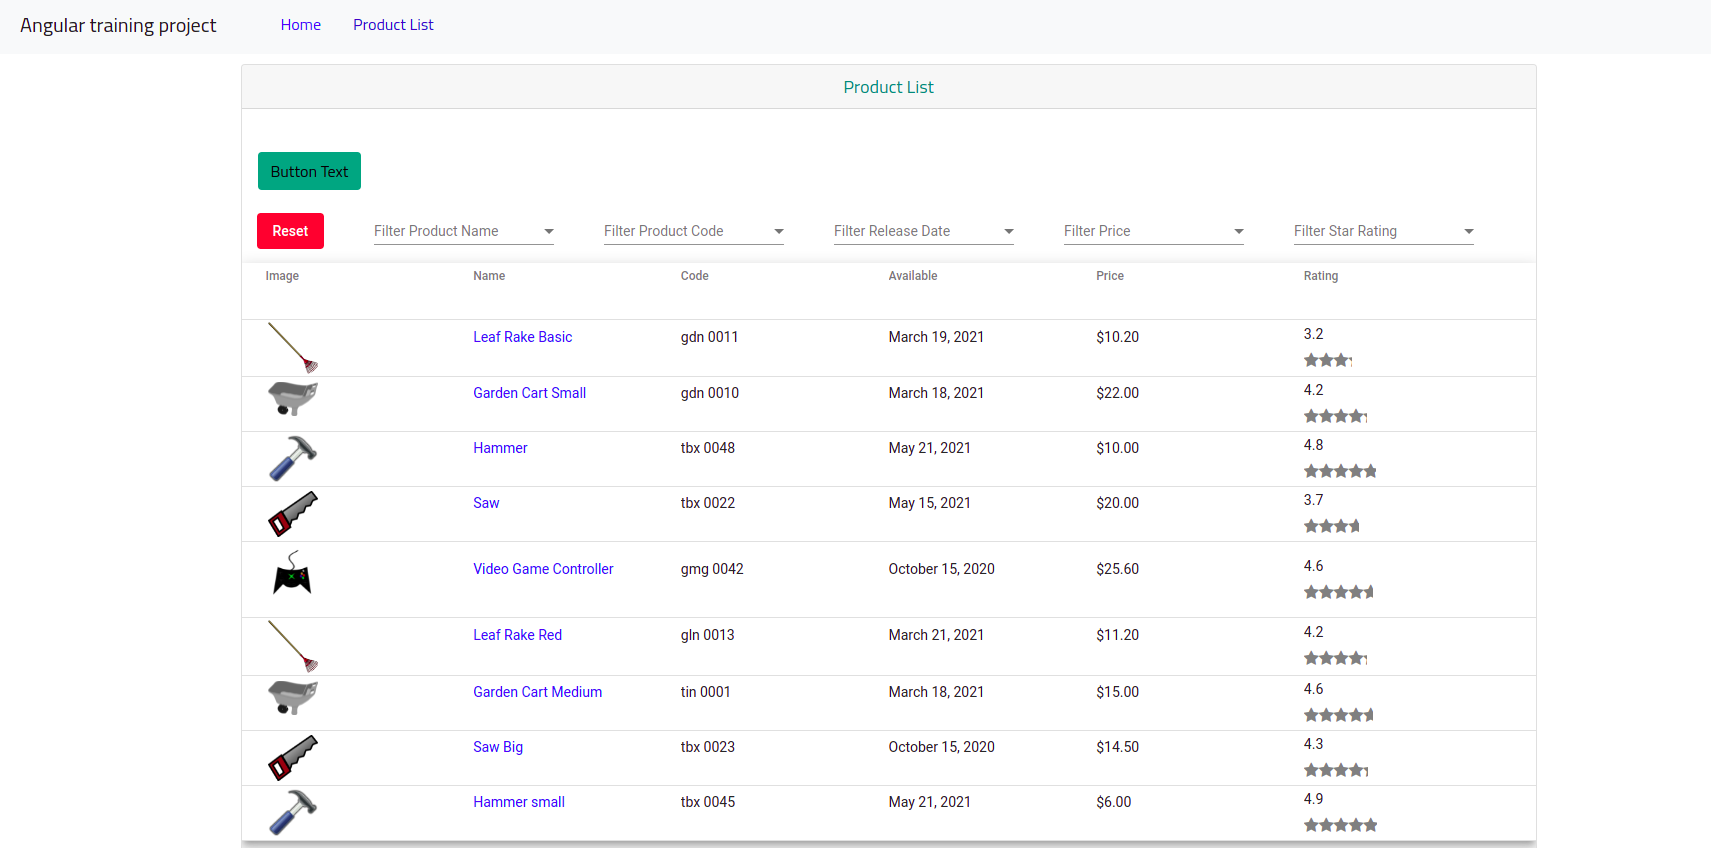 Angular training project Home Product List
Product List
Button Text
Reset Filter Product Name Filter Product Code Filter Release Date Filter Price Filter Star Rating
Image Name Code Available Price Rating
Leaf Rake Basic gdn 0011 March 19, 2021 $10.20 3.2
Garden Cart Small gdn 0010 March 18, 2021 $22.00 4.2
Hammer tbx 0048 May 21, 2021 $10.00 4.8
Saw tbx 0022 May 15, 2021 $20.00 3.7
Video Game Controller gmg 0042 October 15, 2020 $25.60 4.6
Leaf Rake Red gln 0013 March 21, 2021 $11.20 4.2
Garden Cart Medium tin 0001 March 18, 2021 $15.00 4.6
Saw Big tbx 0023 October 15, 2020 $14.50 4.3
Hammer small tbx 0045 May 21, 2021 $6.00 4.9